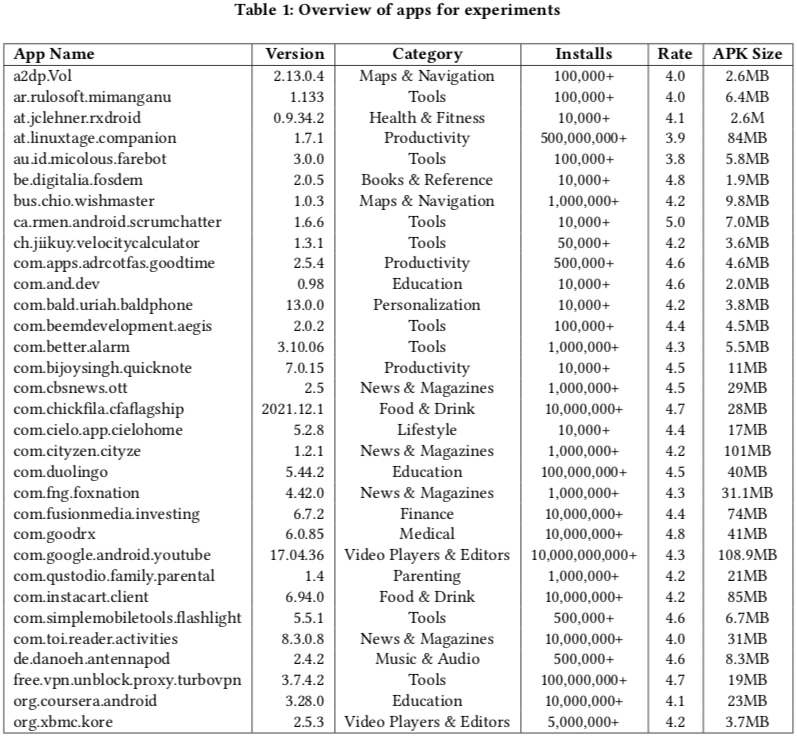 Table 1: Overview of apps for experiments
App Name Version Category Installs Rate APK Size
a2dp.Vol 2.13.0.4 Maps & Navigation 100,000+ 4.0 2.6MB
ar.rulosoft.mimanganu 1.133 Tools 100,000+ 4.0 6.4MB
at.jclehner.rxdroid 0.9.34.2 Health & Fitness 10,000+ 4.1 2.6M
at.linuxtage.companion 1.7.1 Productivity 500,000,000+ 3.9 84MB
au.id.micolous.farebot 3.0.0 Tools 100,000+ 3.8 5.8MB
be.digitalia.fosdem 2.0.5 Books & Reference 10,000+ 4.8 1.9MB
bus.chio.wishmaster 1.0.3 Maps & Navigation 1,000,000+ 4.2 9.8MB
ca.rmen.android.scrumchatter 1.6.6 Tools 10,000+ 5.0 7.0MB
ch.jiikuy.velocitycalculator 1.3.1 Tools 50,000+ 4.2 3.6MB
com.apps.adrcotfas.goodtime 2.5.4 Productivity 500,000+ 4.6 4.6MB
com.and.dev 0.98 Education 10,000+ 4.6 2.0MB
com.bald.uriah.baldphone 13.0.0 Personalization 10,000+ 4.2 3.8MB
com.beemdevelopment.aegis 2.0.2 Tools 100,000+ 4.4 4.5MB
com.better.alarm 3.10.06 Tools 1,000,000+ 4.3 5.5MB
com.bijoysingh.quicknote 7.0.15 Productivity 10,000+ 4.5 11MB
com.cbsnews.ott 2.5 News & Magazines 1,000,000+ 4.5 29MB
com.chickfila.cfaflagship 2021.12.1 Food & Drink 10,000,000+ 4.7 28MB
com.cielo.app.cielohome 5.2.8 Lifestyle 10,000+ 4.4 17MB
com.cityzen.cityze 1.2.1 News & Magazines 1,000,000+ 4.2 101MB
com.duolingo 5.44.2 Education 100,000,000+ 4.5 40MB
com.fng.foxnation 4.42.0 News & Magazines 1,000,000+ 4.3 31.1MB
com.fusionmedia.investing 6.7.2 Finance 10,000,000+ 4.4 74MB
com.goodrx 6.0.85 Medical 10,000,000+ 4.8 41MB
com.google.android.youtube 17.04.36 Video Players & Editors 10,000,000,000+ 4.3 108.9MB
com.qustodio.family.parental 1.4 Parenting 1,000,000+ 4.2 21MB
com.instacart.client 6.94.0 Food & Drink 10,000,000+ 4.2 85MB
com.simplemobiletools.flashlight 5.5.1 Tools 500,000+ 4.6 6.7MB
com.toi.reader.activities 8.3.0.8 News & Magazines 10,000,000+ 4.0 31MB
de.danoeh.antennapod 2.4.2 Music & Audio 500,000+ 4.6 8.3MB
free.vpn.unblock.proxy.turbovpn 3.7.4.2 Tools 100,000,000+ 4.7 19MB
org.coursera.android 3.28.0 Education 10,000,000+ 4.1 23MB
org.xbmc.kore 2.5.3 Video Players & Editors 5,000,000+ 4.2 3.7MB